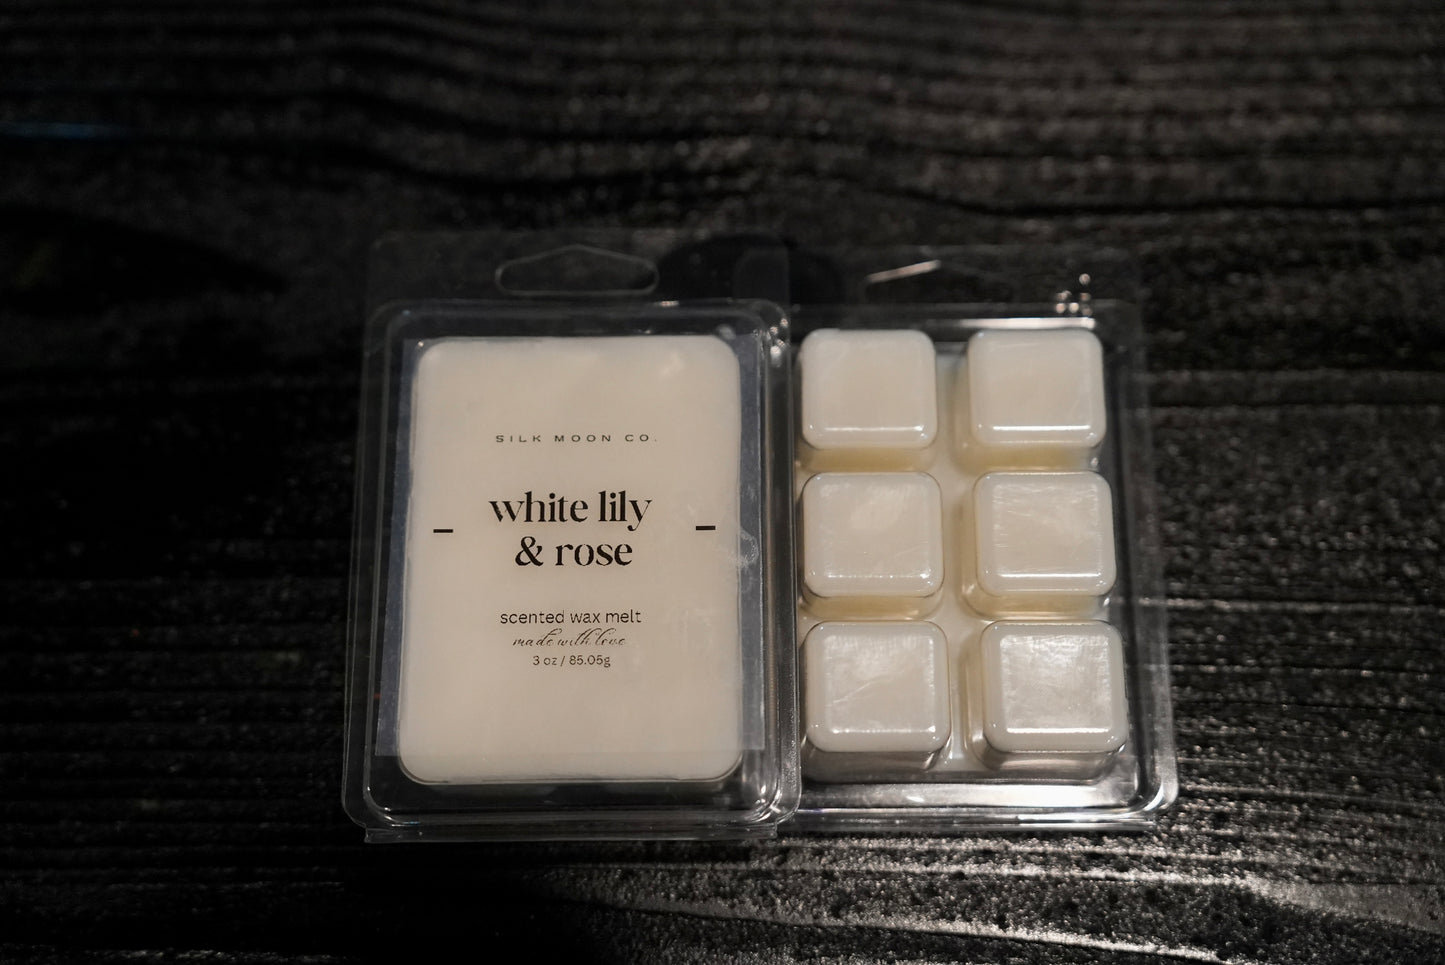 SILK MOON CO.
white lily
& rose
scented wax melt
made with love
3 oz / 85.05g